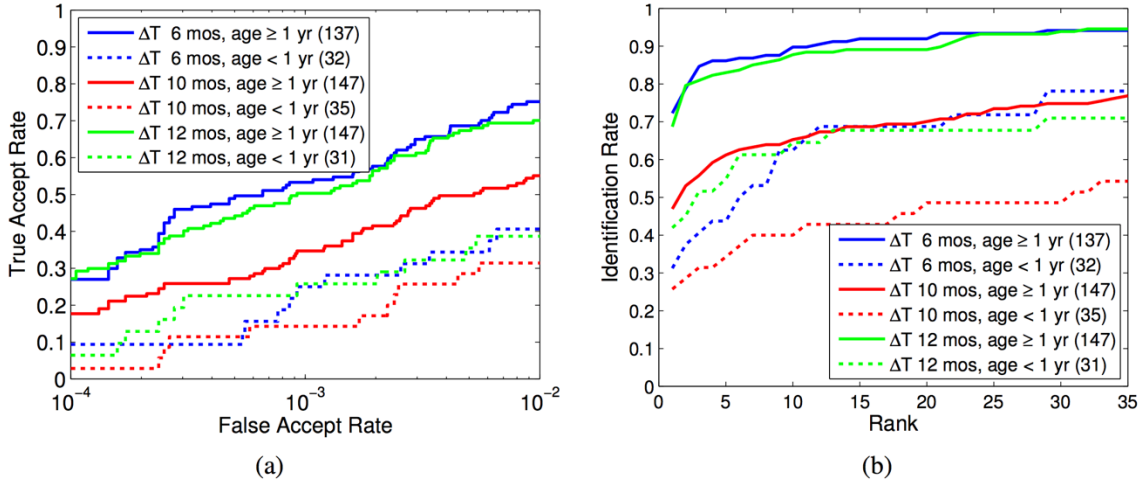 1
0.9
0.8
0.7
0.6
0.5
0.4
0.3
0.2
0.1
0
True Accept Rate
ΔT 6 mos, age ≥ 1 yr (137)
ΔT 6 mos, age < 1 yr (32)
ΔT 10 mos, age ≥ 1 yr (147)
ΔT 10 mos, age < 1 yr (35)
ΔT 12 mos, age ≥ 1 yr (147)
ΔT 12 mos, age < 1 yr (31)
10⁻⁴ 10⁻³ 10⁻²
False Accept Rate
(a)
1
0.9
0.8
0.7
0.6
0.5
0.4
0.3
0.2
0.1
0
Identification Rate
ΔT 6 mos, age ≥ 1 yr (137)
ΔT 6 mos, age < 1 yr (32)
ΔT 10 mos, age ≥ 1 yr (147)
ΔT 10 mos, age < 1 yr (35)
ΔT 12 mos, age ≥ 1 yr (147)
ΔT 12 mos, age < 1 yr (31)
0 5 10 15 20 25 30 35
Rank
(b)